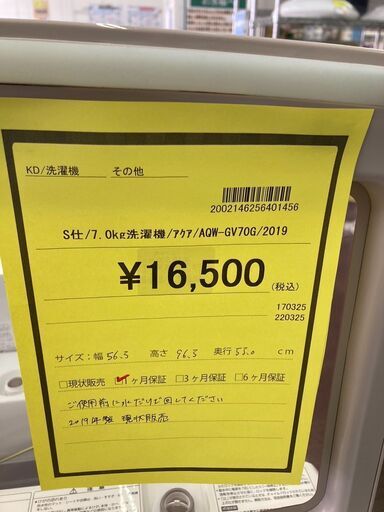 KD/洗濯機 その他
2002146256401456
S仕/7.0kg洗濯機/アクア/AQW-GV70G/2019
¥16,500(税込)
170325
220325
サイズ:幅 56.5 高さ 96.5 奥行 55.0 cm
□現状販売 ☑1ヶ月保証 □3ヶ月保証 □6ヶ月保証
ご使用前に水だけで回してください
2019年製 現状販売